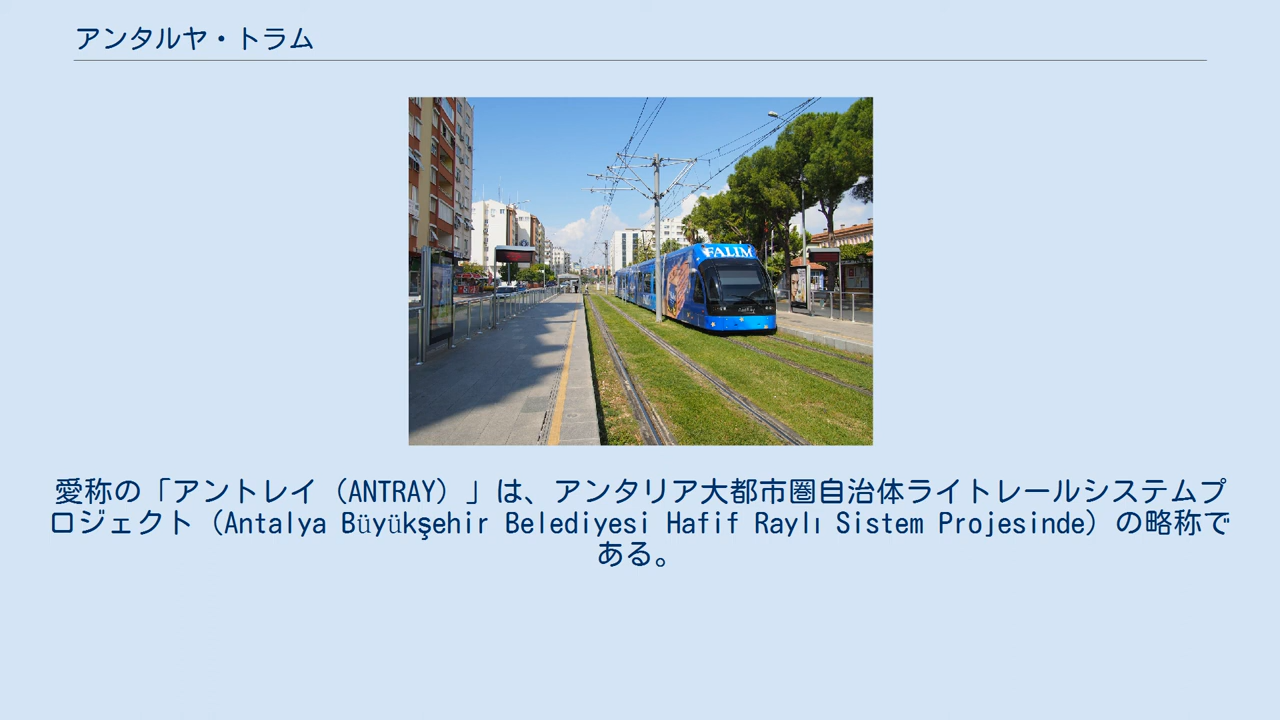 アンタルヤ・トラム
FALIM
AntRay
愛称の「アントレイ（ANTRAY）」は、アンタリア大都市圏自治体ライトレールシステムプ
ロジェクト（Antalya Büyükşehir Belediyesi Hafif Raylı Sistem Projesinde）の略称で
ある。